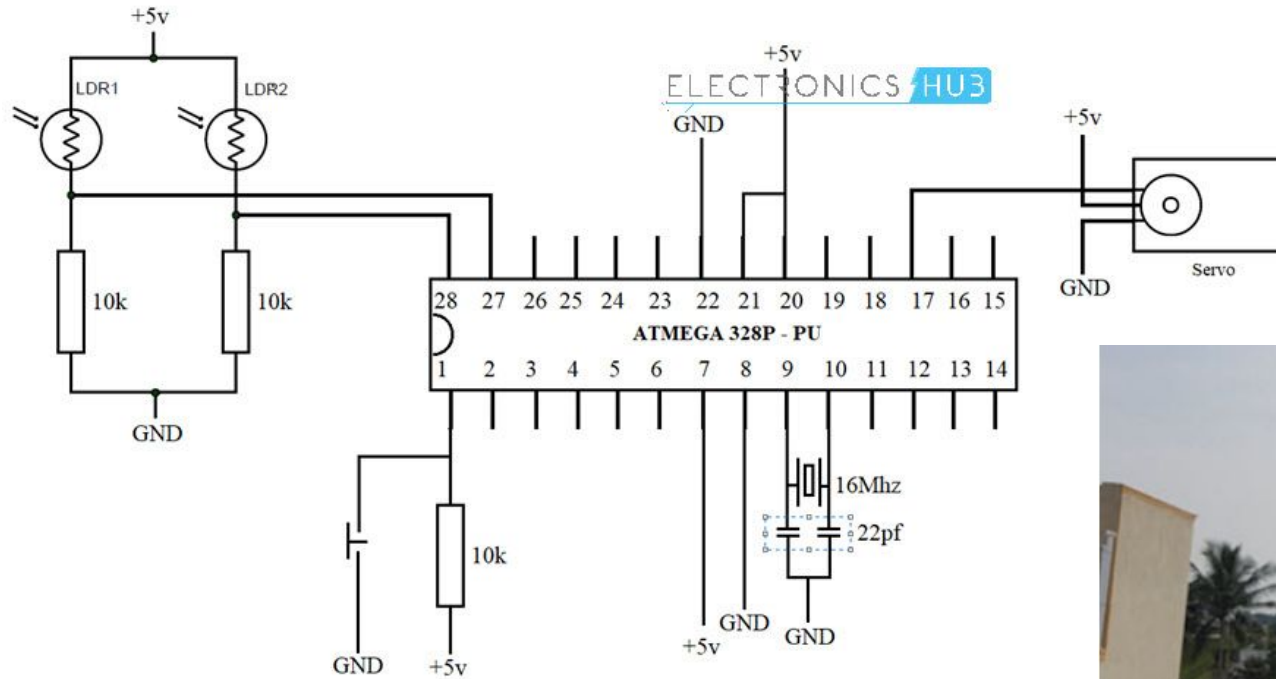 +5v
+5v
ELECTRONICS HUB
LDR1
LDR2
GND
+5v
28 27 26 25 24 23 22 21 20 19 18 17 16 15
10k
10k
Servo
GND
ATMEGA 328P - PU
1 2 3 4 5 6 7 8 9 10 11 12 13 14
GND
16Mhz
22pf
10k
GND
+5v
+5v
GND
GND